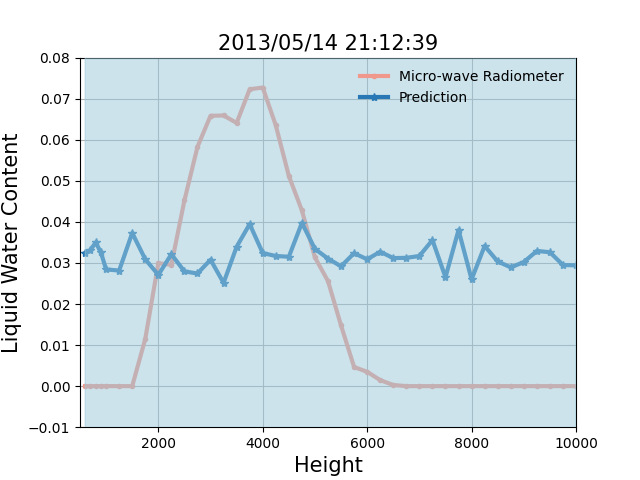 2013/05/14 21:12:39
Micro-wave Radiometer
Prediction
Liquid Water Content
0.08
0.07
0.06
0.05
0.04
0.03
0.02
0.01
0.00
−0.01
2000 4000 6000 8000 10000
Height